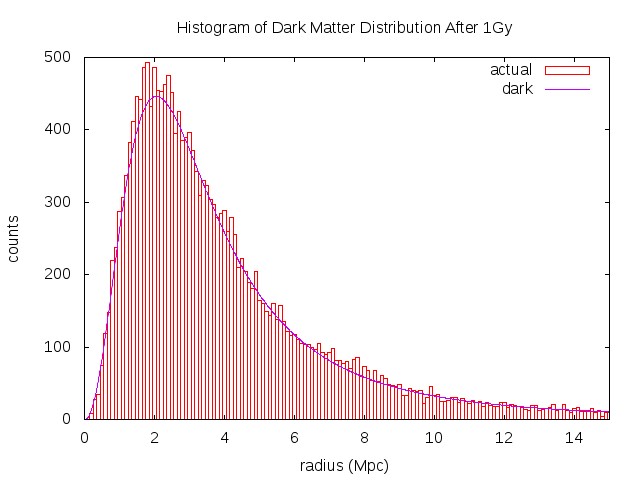 Histogram of Dark Matter Distribution After 1Gy
500
400
300
200
100
0
counts
actual
dark
0 2 4 6 8 10 12 14
radius (Mpc)